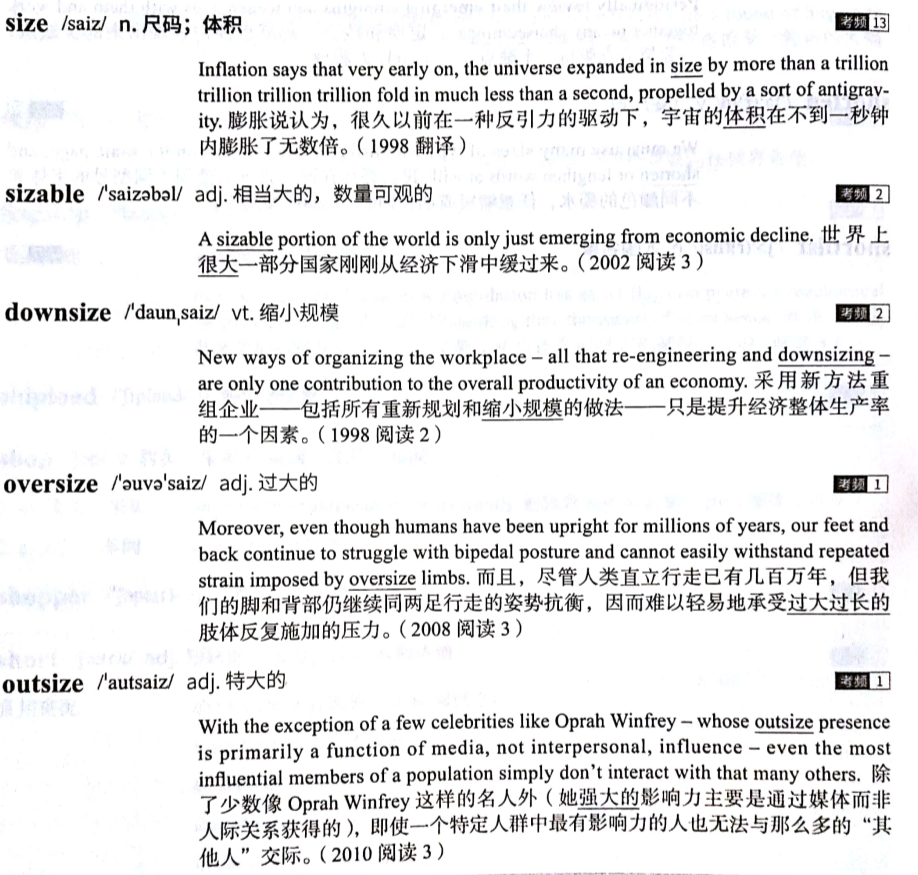 size /saiz/ n. 尺码；体积 考频 13
Inflation says that very early on, the universe expanded in size by more than a trillion
trillion trillion trillion fold in much less than a second, propelled by a sort of antigrav-
ity. 膨胀说认为，很久以前在一种反引力的驱动下，宇宙的体积在不到一秒钟
内膨胀了无数倍。（1998 翻译）
sizable /'saizəbəl/ adj. 相当大的，数量可观的 考频 2
A sizable portion of the world is only just emerging from economic decline. 世界上
很大一部分国家刚刚从经济下滑中缓过来。（2002 阅读 3）
downsize /'daunˌsaiz/ vt. 缩小规模 考频 2
New ways of organizing the workplace – all that re-engineering and downsizing –
are only one contribution to the overall productivity of an economy. 采用新方法重
组企业——包括所有重新规划和缩小规模的做法——只是提升经济整体生产率
的一个因素。（1998 阅读 2）
oversize /'əuvə'saiz/ adj. 过大的 考频 1
Moreover, even though humans have been upright for millions of years, our feet and
back continue to struggle with bipedal posture and cannot easily withstand repeated
strain imposed by oversize limbs. 而且，尽管人类直立行走已有几百万年，但我
们的脚和背部仍继续同两足行走的姿势抗衡，因而难以轻易地承受过大过长的
肢体反复施加的压力。（2008 阅读 3）
outsize /'autsaiz/ adj. 特大的 考频 1
With the exception of a few celebrities like Oprah Winfrey – whose outsize presence
is primarily a function of media, not interpersonal, influence – even the most
influential members of a population simply don't interact with that many others. 除
了少数像 Oprah Winfrey 这样的名人外（她强大的影响力主要是通过媒体而非
人际关系获得的），即使一个特定人群中最有影响力的人也无法与那么多的“其
他人”交际。（2010 阅读 3）